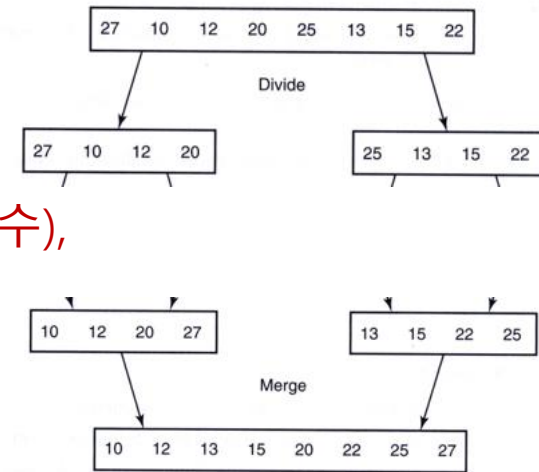 27 10 12 20 25 13 15 22
Divide
27 10 12 20
25 13 15 22
수),
10 12 20 27
13 15 22 25
Merge
10 12 13 15 20 22 25 27